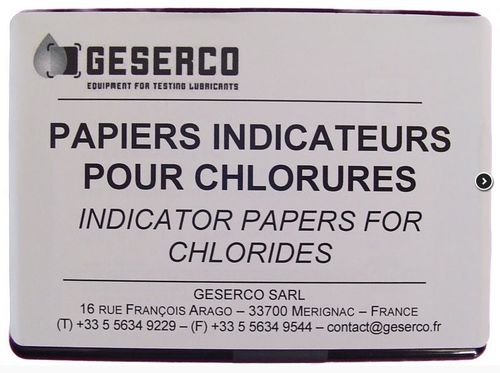 GESERCO
EQUIPMENT FOR TESTING LUBRICANTS
PAPIERS INDICATEURS
POUR CHLORURES
INDICATOR PAPERS FOR
CHLORIDES
GESERCO SARL
16 RUE FRANÇOIS ARAGO – 33700 MERIGNAC – FRANCE
(T) +33 5 5634 9229 – (F) +33 5 5634 9544 – contact@geserco.fr